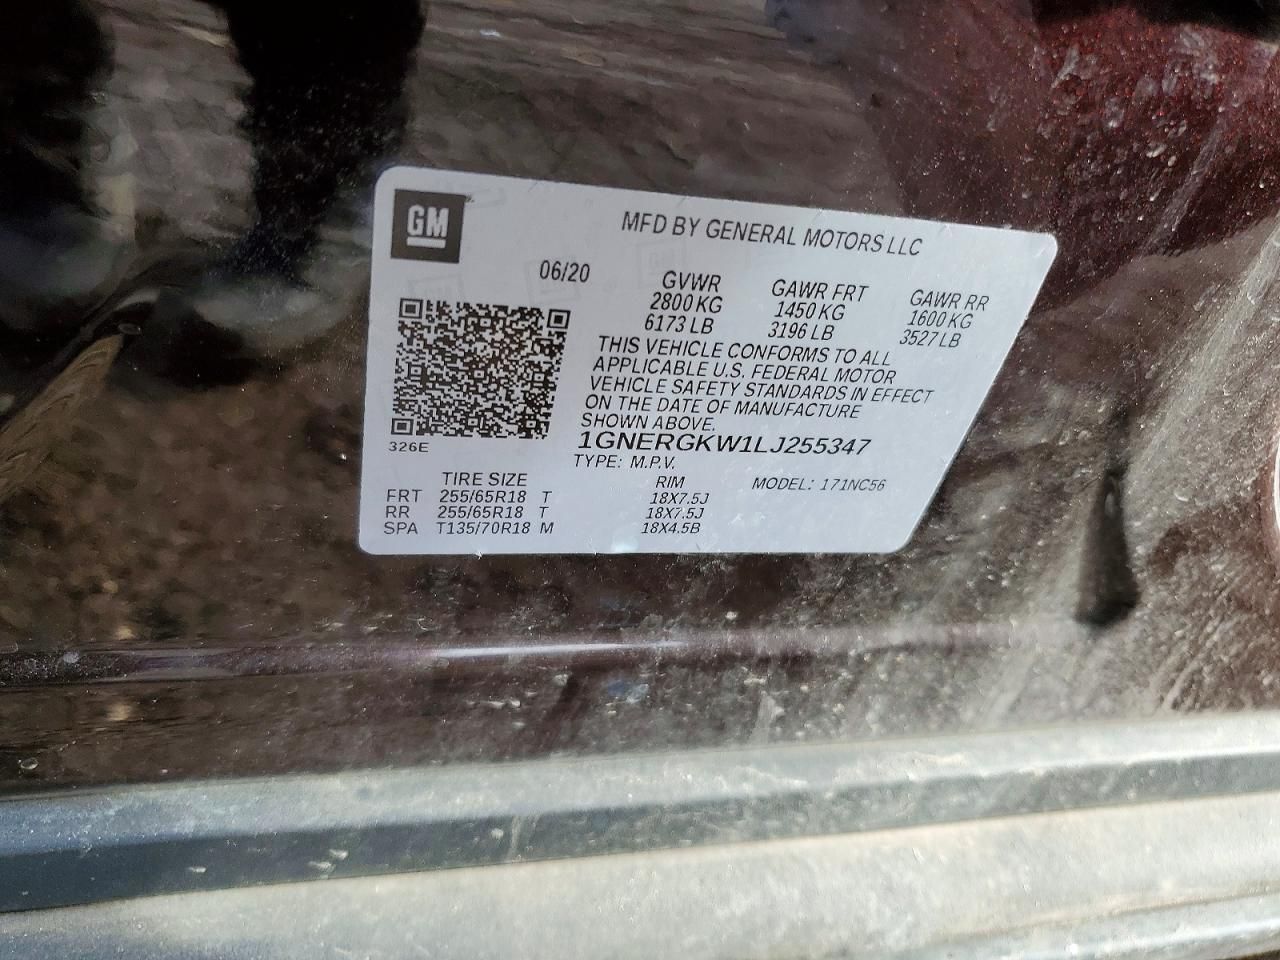 GM
MFD BY GENERAL MOTORS LLC
06/20
GVWR
2800 KG
6173 LB
GAWR FRT
1450 KG
3196 LB
GAWR RR
1600 KG
3527 LB
THIS VEHICLE CONFORMS TO ALL
APPLICABLE U.S. FEDERAL MOTOR
VEHICLE SAFETY STANDARDS IN EFFECT
ON THE DATE OF MANUFACTURE
SHOWN ABOVE.
326E
1GNERGKW1LJ255347
TYPE: M.P.V.
MODEL: 171NC56
TIRE SIZE RIM
FRT 255/65R18 T 18X7.5J
RR 255/65R18 T 18X7.5J
SPA T135/70R18 M 18X4.5B